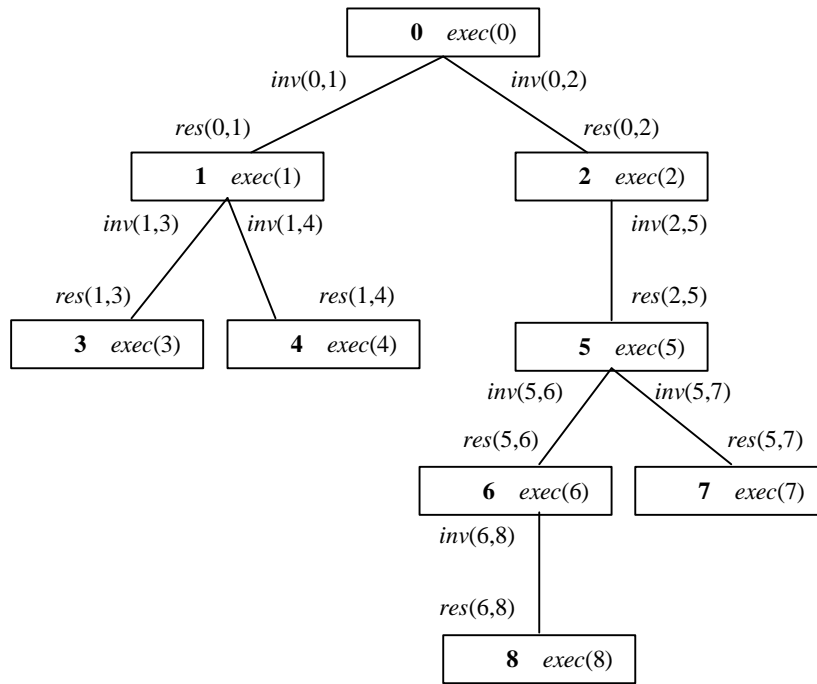 0 exec(0)
inv(0,1) inv(0,2)
res(0,1) res(0,2)
1 exec(1) 2 exec(2)
inv(1,3) inv(1,4) inv(2,5)
res(1,3) res(1,4) res(2,5)
3 exec(3) 4 exec(4) 5 exec(5)
inv(5,6) inv(5,7)
res(5,6) res(5,7)
6 exec(6) 7 exec(7)
inv(6,8)
res(6,8)
8 exec(8)